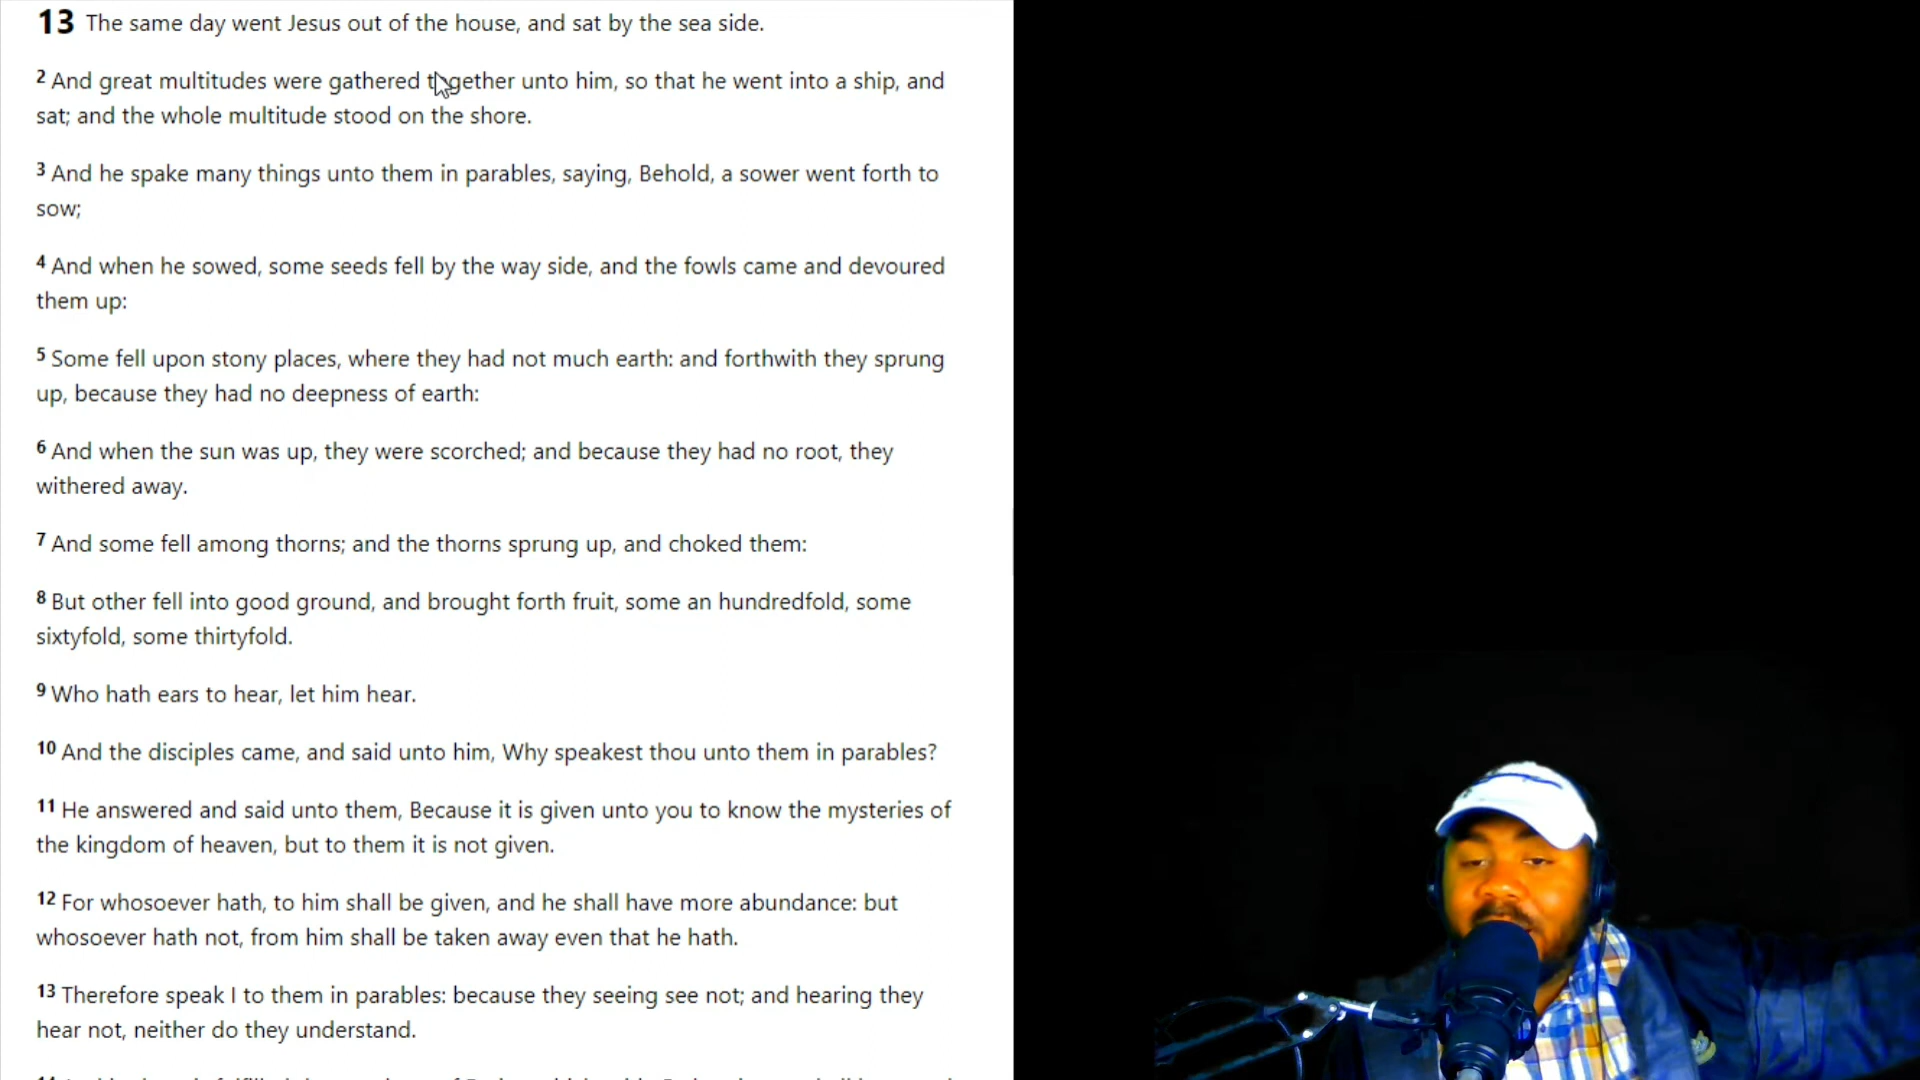 13 The same day went Jesus out of the house, and sat by the sea side.
2 And great multitudes were gathered together unto him, so that he went into a ship, and
sat; and the whole multitude stood on the shore.
3 And he spake many things unto them in parables, saying, Behold, a sower went forth to
sow;
4 And when he sowed, some seeds fell by the way side, and the fowls came and devoured
them up:
5 Some fell upon stony places, where they had not much earth: and forthwith they sprung
up, because they had no deepness of earth:
6 And when the sun was up, they were scorched; and because they had no root, they
withered away.
7 And some fell among thorns; and the thorns sprung up, and choked them:
8 But other fell into good ground, and brought forth fruit, some an hundredfold, some
sixtyfold, some thirtyfold.
9 Who hath ears to hear, let him hear.
10 And the disciples came, and said unto him, Why speakest thou unto them in parables?
11 He answered and said unto them, Because it is given unto you to know the mysteries of
the kingdom of heaven, but to them it is not given.
12 For whosoever hath, to him shall be given, and he shall have more abundance: but
whosoever hath not, from him shall be taken away even that he hath.
13 Therefore speak I to them in parables: because they seeing see not; and hearing they
hear not, neither do they understand.